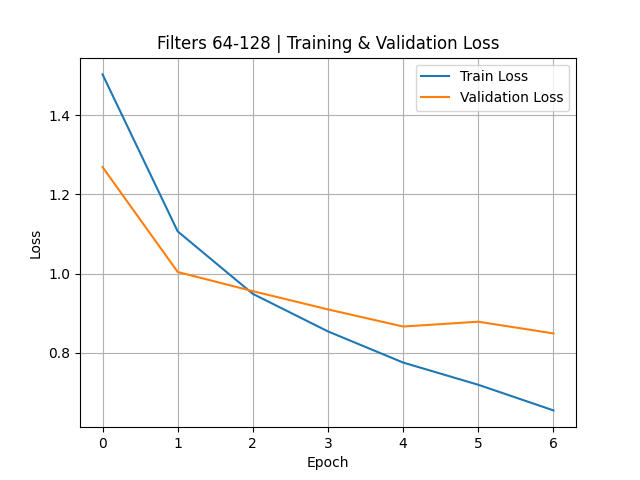 Filters 64-128 | Training & Validation Loss
Train Loss
Validation Loss
1.4
1.2
1.0
0.8
Loss
0 1 2 3 4 5 6
Epoch